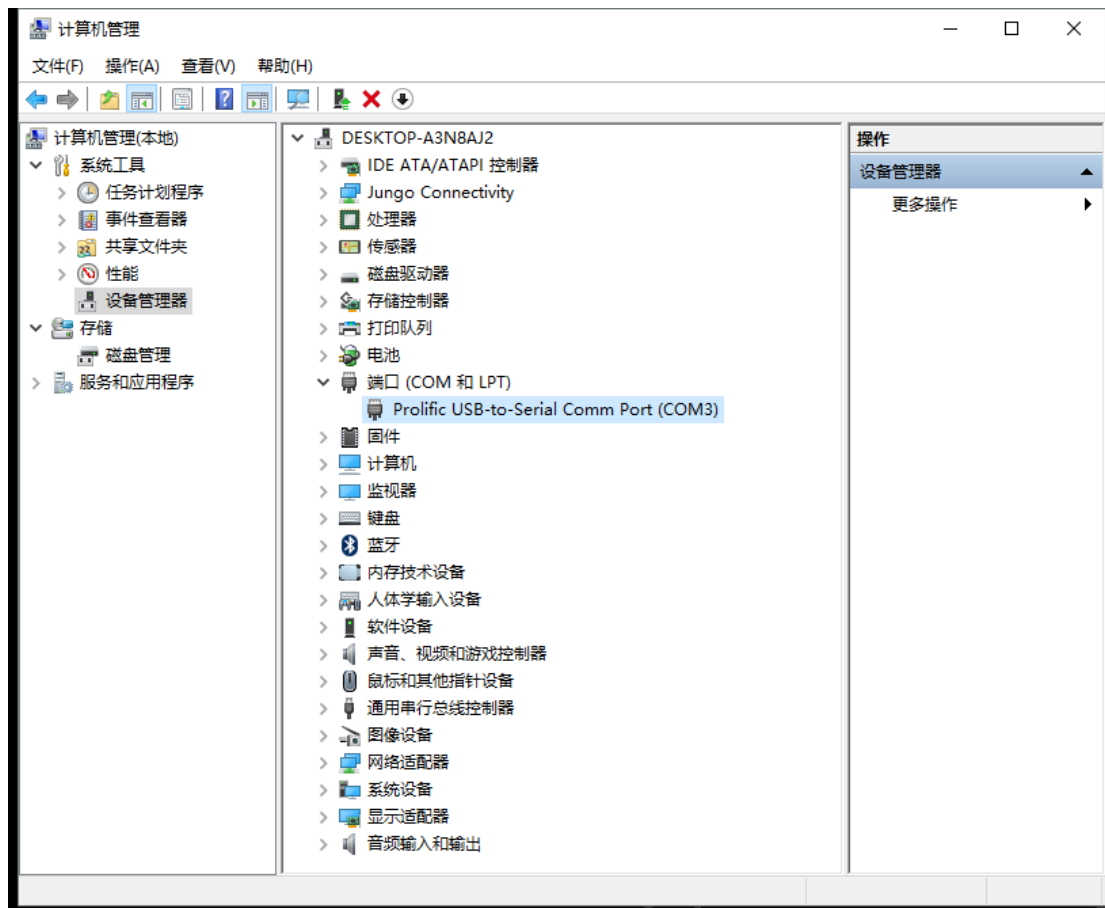 计算机管理
文件(F) 操作(A) 查看(V) 帮助(H)
计算机管理(本地)
系统工具
任务计划程序
事件查看器
共享文件夹
性能
设备管理器
存储
磁盘管理
服务和应用程序
DESKTOP-A3N8AJ2
IDE ATA/ATAPI 控制器
Jungo Connectivity
处理器
传感器
磁盘驱动器
存储控制器
打印队列
电池
端口 (COM 和 LPT)
Prolific USB-to-Serial Comm Port (COM3)
固件
计算机
监视器
键盘
蓝牙
内存技术设备
人体学输入设备
软件设备
声音、视频和游戏控制器
鼠标和其他指针设备
通用串行总线控制器
图像设备
网络适配器
系统设备
显示适配器
音频输入和输出
操作
设备管理器
更多操作